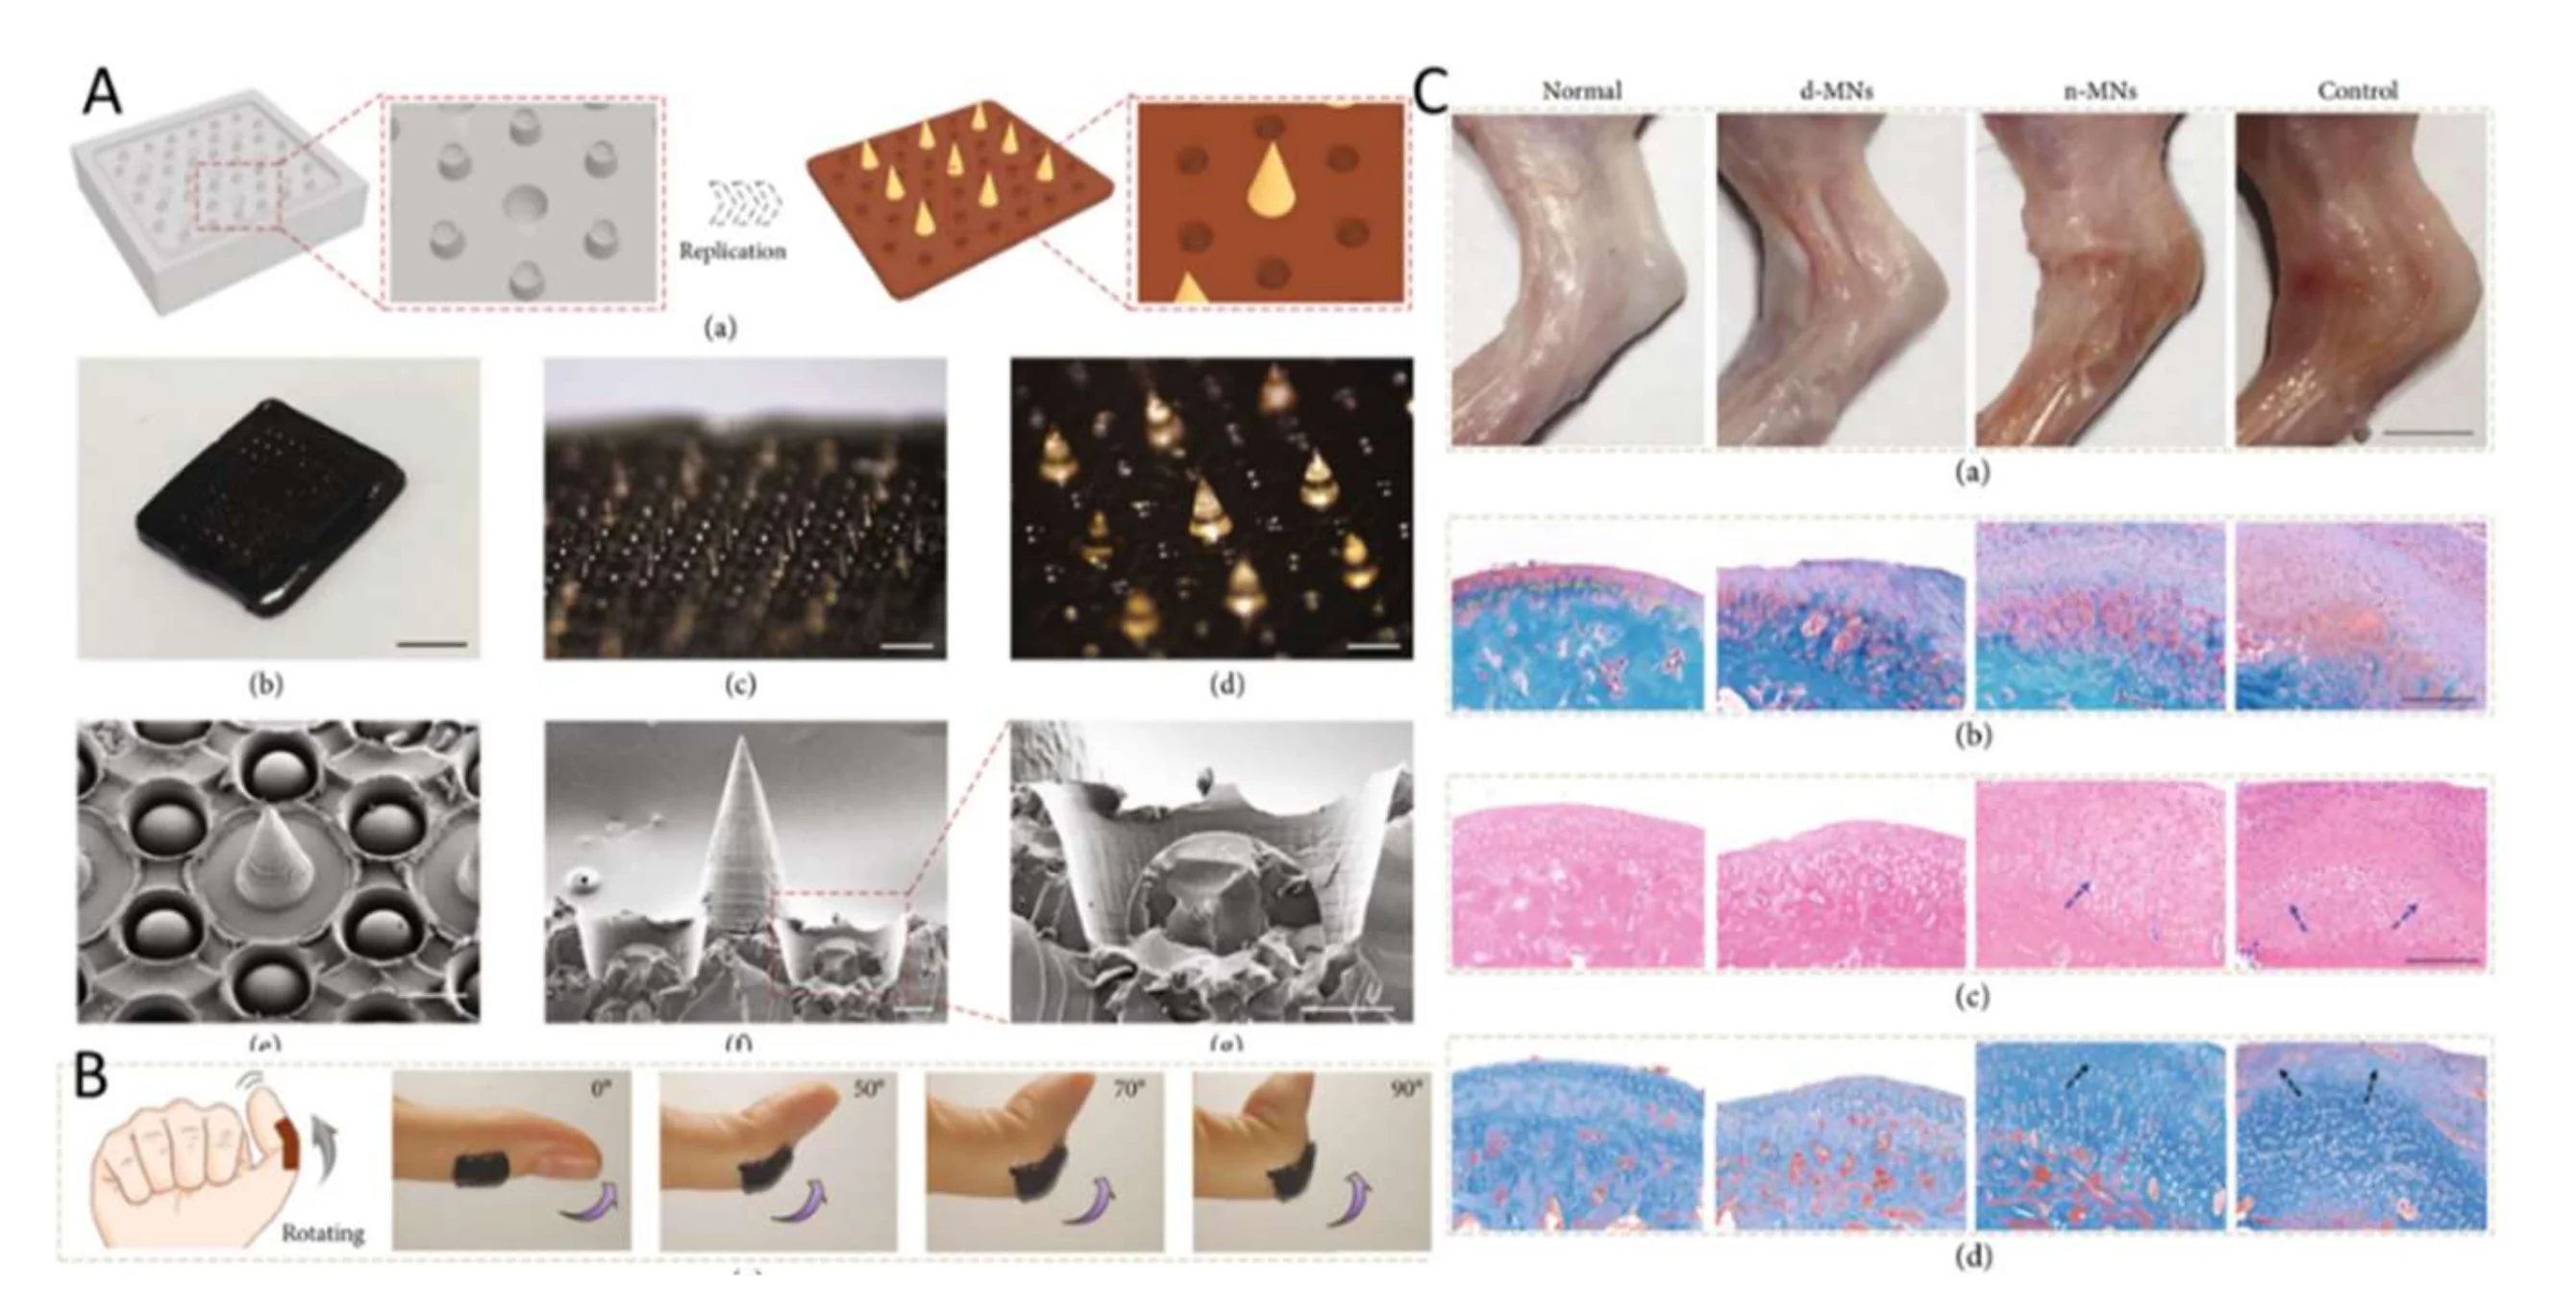 A
Replication
(a)
(b)
(c)
(d)
(e)
(f)
(g)
B
Rotating
0°
50°
70°
90°
C
Normal
d-MNs
n-MNs
Control
(a)
(b)
(c)
(d)